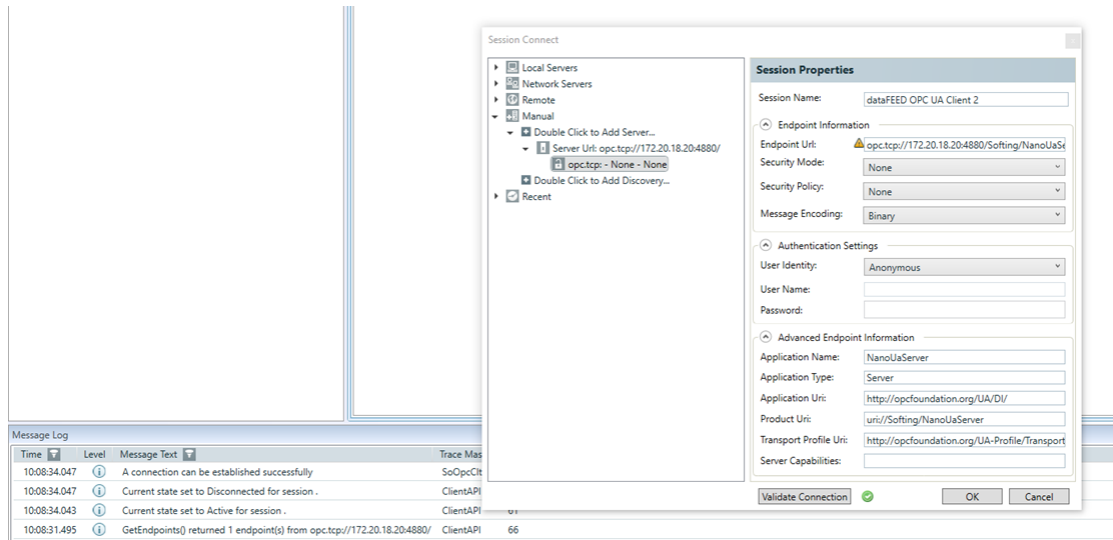 Session Connect
Local Servers
Network Servers
Remote
Manual
Double Click to Add Server...
Server Url: opc.tcp://172.20.18.20:4880/
opc.tcp: - None - None
Double Click to Add Discovery...
Recent
Session Properties
Session Name: dataFEED OPC UA Client 2
Endpoint Information
Endpoint Url: opc.tcp://172.20.18.20:4880/Softing/NanoUaSe
Security Mode: None
Security Policy: None
Message Encoding: Binary
Authentication Settings
User Identity: Anonymous
User Name:
Password:
Advanced Endpoint Information
Application Name: NanoUaServer
Application Type: Server
Application Uri: http://opcfoundation.org/UA/DI/
Product Uri: uri://Softing/NanoUaServer
Transport Profile Uri: http://opcfoundation.org/UA-Profile/Transport
Server Capabilities:
Validate Connection OK Cancel
Message Log
Time Level Message Text Trace Mas
10:08:34.047 A connection can be established successfully SoOpcClt
10:08:34.047 Current state set to Disconnected for session . ClientAPI
10:08:34.043 Current state set to Active for session . ClientAPI 61
10:08:31.495 GetEndpoints() returned 1 endpoint(s) from opc.tcp://172.20.18.20:4880/ ClientAPI 66